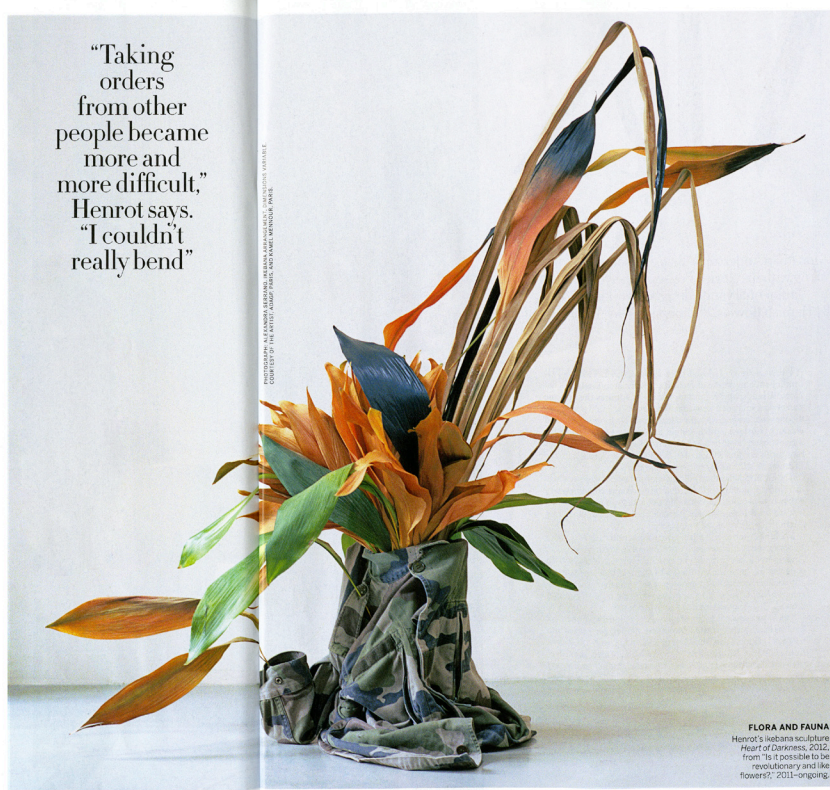 “Taking
orders
from other
people became
more and
more difficult,”
Henrot says.
“I couldn’t
really bend”
PHOTOGRAPH: ALEXANDRA SERRANO. IKEBANA ARRANGEMENT, DIMENSIONS VARIABLE.
COURTESY OF THE ARTIST, ADAGP, PARIS, AND KAMEL MENNOUR, PARIS.
FLORA AND FAUNA
Henrot’s ikebana sculpture
Heart of Darkness, 2012,
from “Is it possible to be
revolutionary and like
flowers?,” 2011–ongoing.